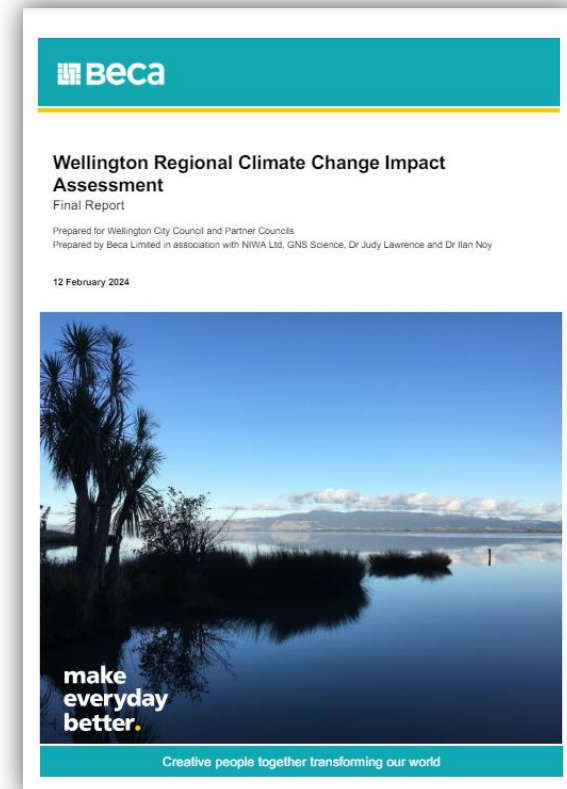 Beca
Wellington Regional Climate Change Impact
Assessment
Final Report
Prepared for Wellington City Council and Partner Councils
Prepared by Beca Limited in association with NIWA Ltd, GNS Science, Dr Judy Lawrence and Dr Ilan Noy
12 February 2024
make
everyday
better.
Creative people together transforming our world